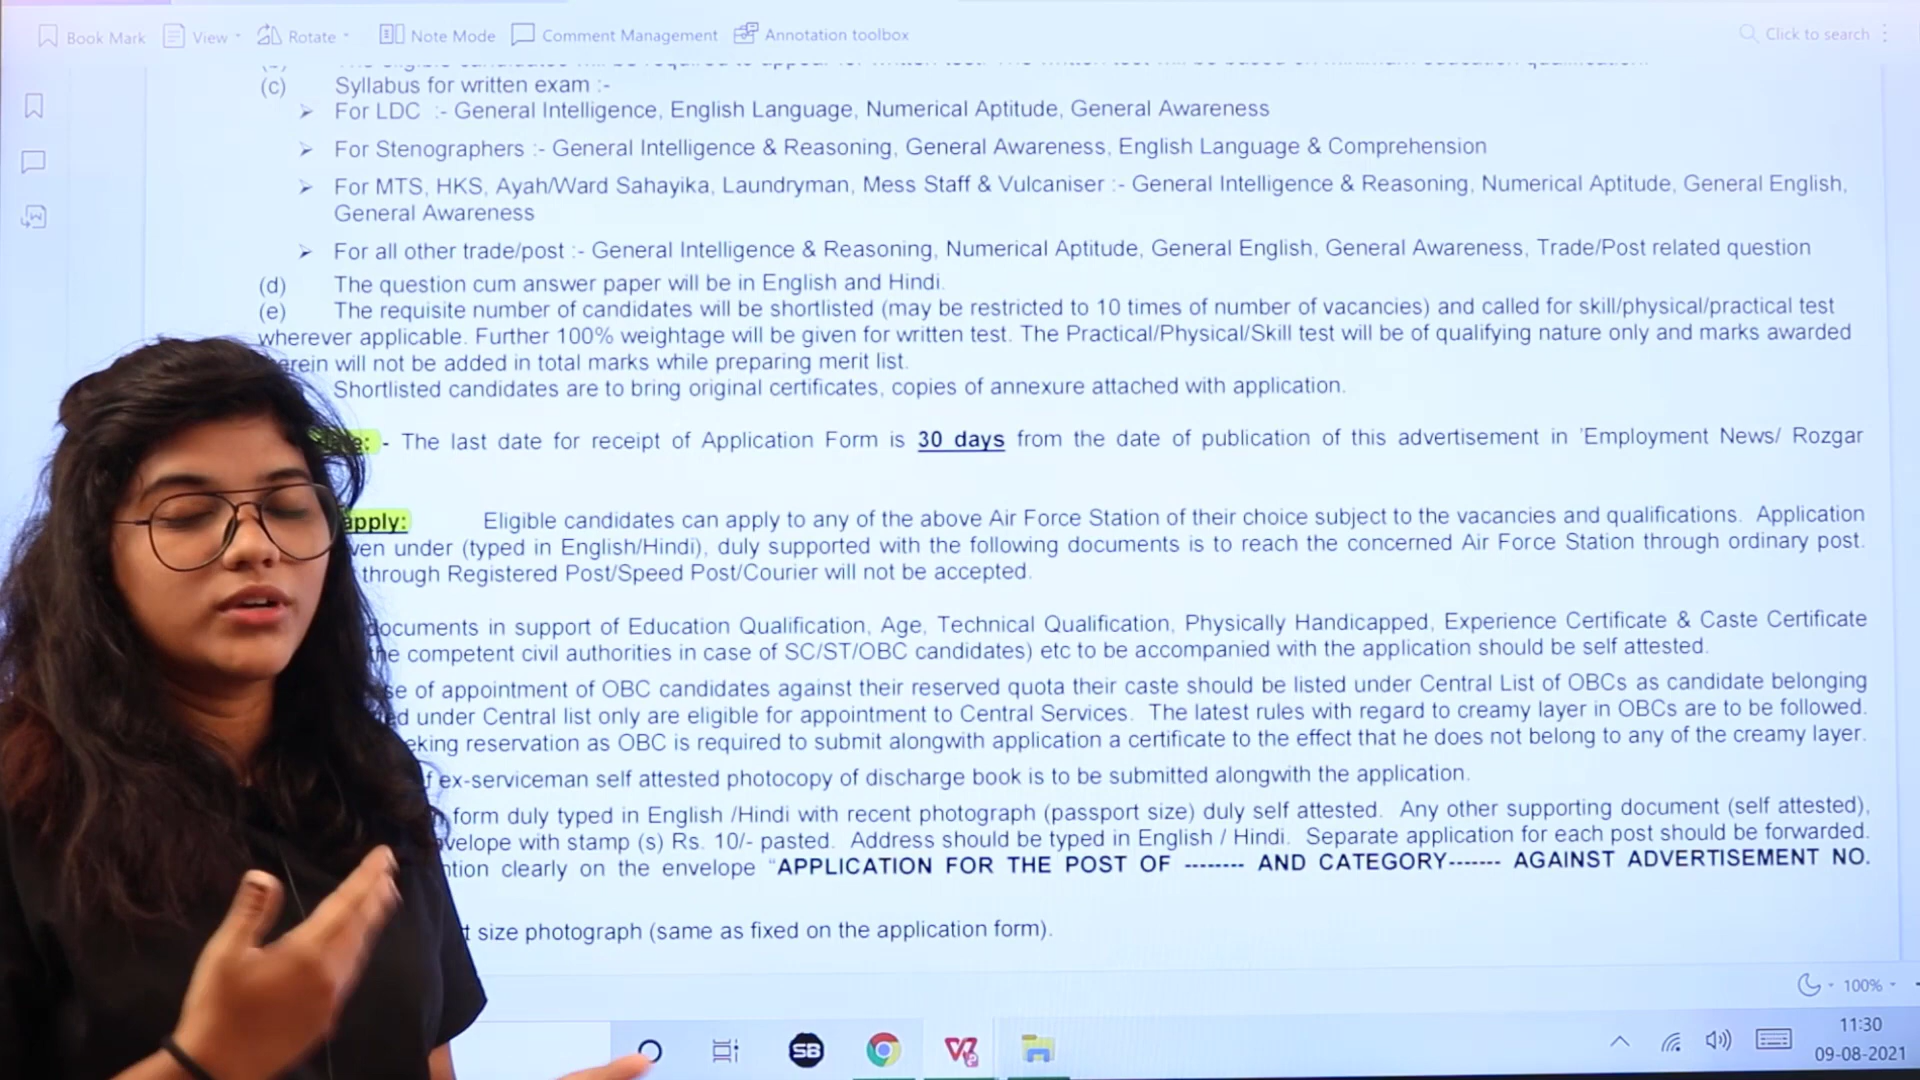 Book Mark View Rotate Note Mode Comment Management Annotation toolbox Click to search
(c) Syllabus for written exam :-
➢ For LDC :- General Intelligence, English Language, Numerical Aptitude, General Awareness
➢ For Stenographers :- General Intelligence & Reasoning, General Awareness, English Language & Comprehension
➢ For MTS, HKS, Ayah/Ward Sahayika, Laundryman, Mess Staff & Vulcaniser :- General Intelligence & Reasoning, Numerical Aptitude, General English,
General Awareness
➢ For all other trade/post :- General Intelligence & Reasoning, Numerical Aptitude, General English, General Awareness, Trade/Post related question
(d) The question cum answer paper will be in English and Hindi.
(e) The requisite number of candidates will be shortlisted (may be restricted to 10 times of number of vacancies) and called for skill/physical/practical test
wherever applicable. Further 100% weightage will be given for written test. The Practical/Physical/Skill test will be of qualifying nature only and marks awarded
will not be added in total marks while preparing merit list.
Shortlisted candidates are to bring original certificates, copies of annexure attached with application.
- The last date for receipt of Application Form is 30 days from the date of publication of this advertisement in 'Employment News/ Rozgar
apply: Eligible candidates can apply to any of the above Air Force Station of their choice subject to the vacancies and qualifications. Application
under (typed in English/Hindi), duly supported with the following documents is to reach the concerned Air Force Station through ordinary post.
through Registered Post/Speed Post/Courier will not be accepted.
documents in support of Education Qualification, Age, Technical Qualification, Physically Handicapped, Experience Certificate & Caste Certificate
the competent civil authorities in case of SC/ST/OBC candidates) etc to be accompanied with the application should be self attested.
of appointment of OBC candidates against their reserved quota their caste should be listed under Central List of OBCs as candidate belonging
under Central list only are eligible for appointment to Central Services. The latest rules with regard to creamy layer in OBCs are to be followed.
reservation as OBC is required to submit alongwith application a certificate to the effect that he does not belong to any of the creamy layer.
ex-serviceman self attested photocopy of discharge book is to be submitted alongwith the application.
form duly typed in English /Hindi with recent photograph (passport size) duly self attested. Any other supporting document (self attested),
with stamp (s) Rs. 10/- pasted. Address should be typed in English / Hindi. Separate application for each post should be forwarded.
clearly on the envelope "APPLICATION FOR THE POST OF -------- AND CATEGORY------- AGAINST ADVERTISEMENT NO.
size photograph (same as fixed on the application form).
100%
SB
11:30
09-08-2021